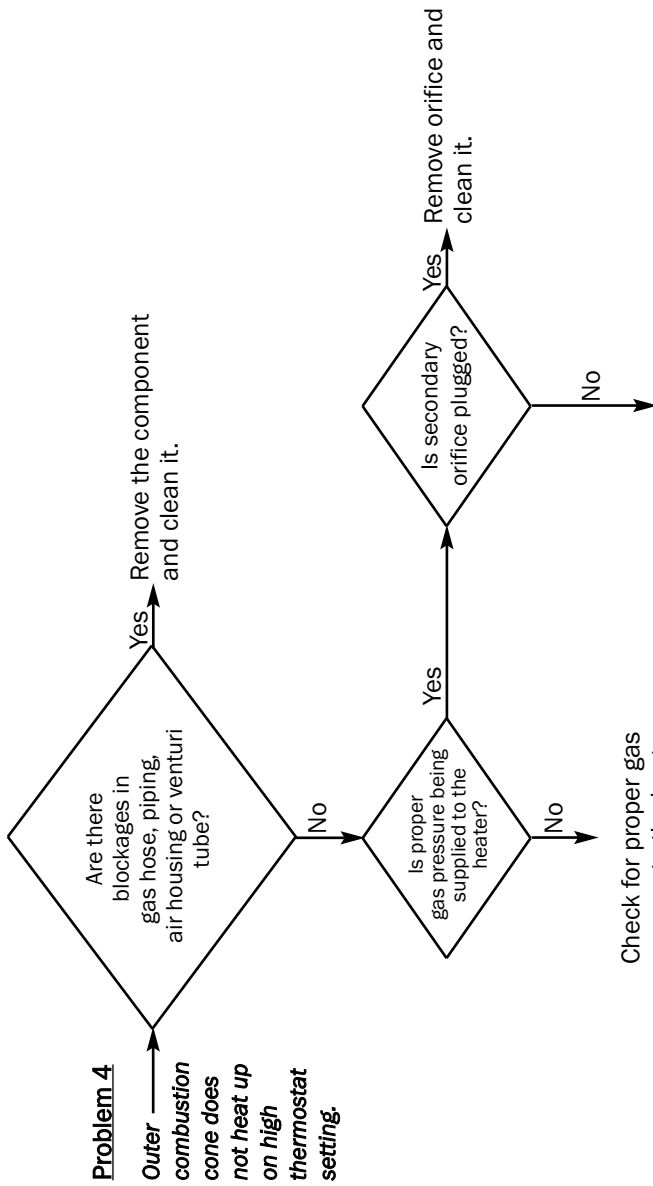 Problem 4
Outer
combustion
cone does
not heat up
on high
thermostat
setting.
Are there
blockages in
gas hose, piping,
air housing or venturi
tube?
Yes
Remove the component
and clean it.
No
Is proper
gas pressure being
supplied to the
heater?
Yes
Is secondary
orifice plugged?
Yes
Remove orifice and
clean it.
No
Check for proper gas
No